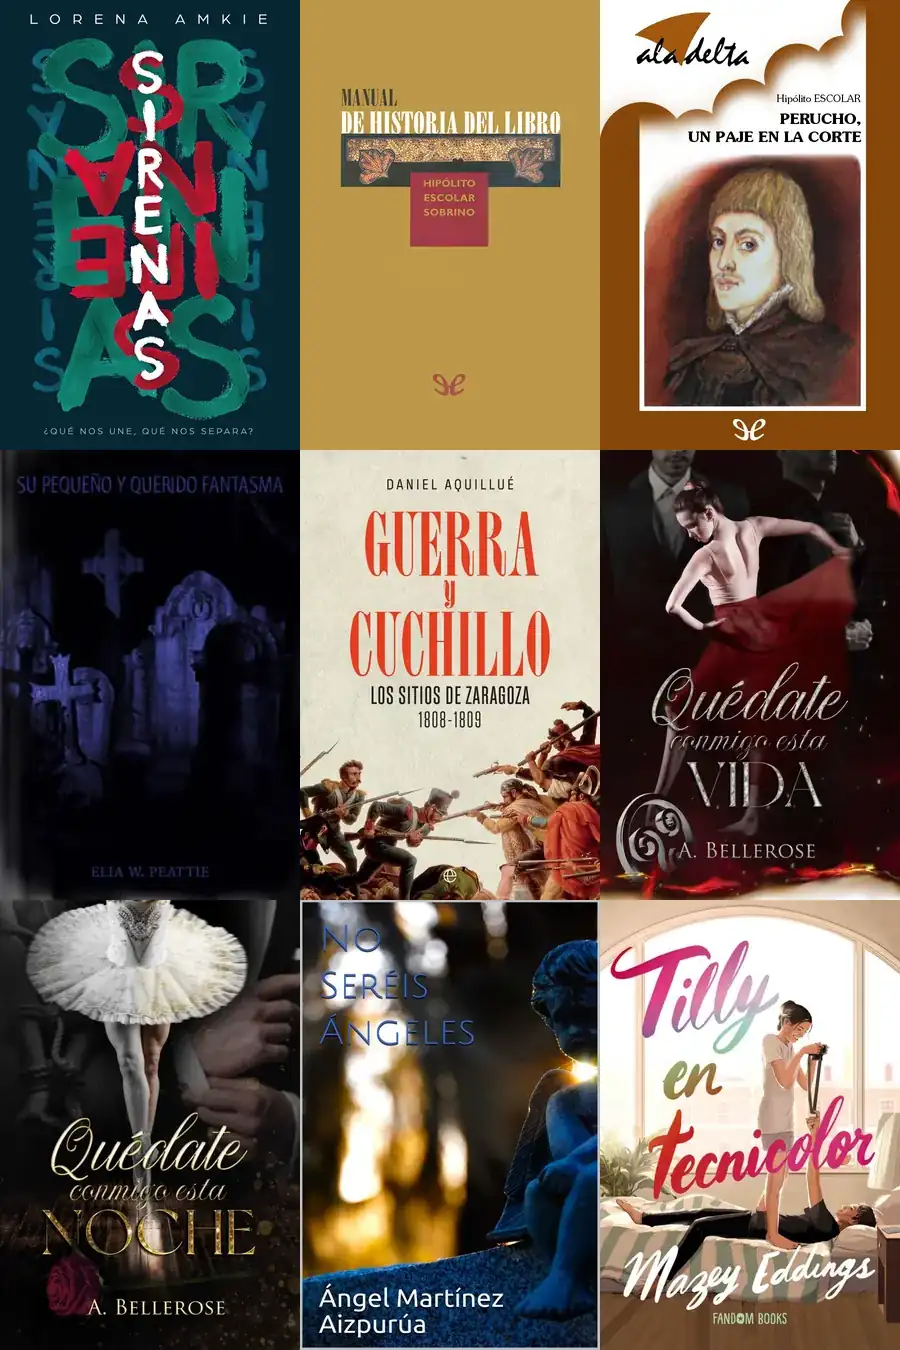 LORENA AMKIE
SIRENAS
¿QUÉ NOS UNE, QUÉ NOS SEPARA?
MANUAL
DE HISTORIA DEL LIBRO
HIPÓLITO
ESCOLAR
SOBRINO
ala delta
Hipólito ESCOLAR
PERUCHO,
UN PAJE EN LA CORTE
SU PEQUEÑO Y QUERIDO FANTASMA
ELIA W. PEATTIE
DANIEL AQUILLUÉ
GUERRA
y
CUCHILLO
LOS SITIOS DE ZARAGOZA
1808-1809
Quédate
conmigo esta
VIDA
A. BELLEROSE
Quédate
conmigo esta
NOCHE
A. BELLEROSE
NO
SERÉIS
ÁNGELES
Ángel Martínez
Aizpurúa
Tilly
en
Tecnicolor
Mazey Eddings
FANDOM BOOKS